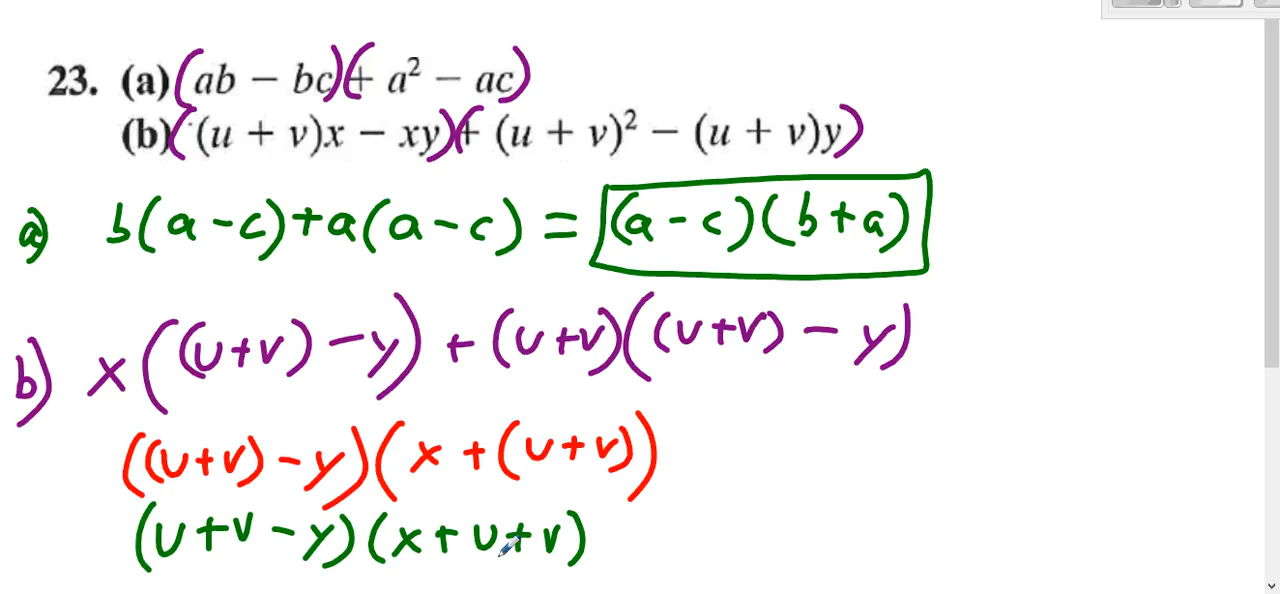 23. (a) (ab − bc)(+ a² − ac)
(b) ((u + v)x − xy)(+ (u + v)² − (u + v)y)
a) b(a-c)+a(a-c) = (a-c)(b+a)
b) x((u+v)-y)+(u+v)((u+v)-y)
((u+v)-y)(x+(u+v))
(u+v-y)(x+u+v)